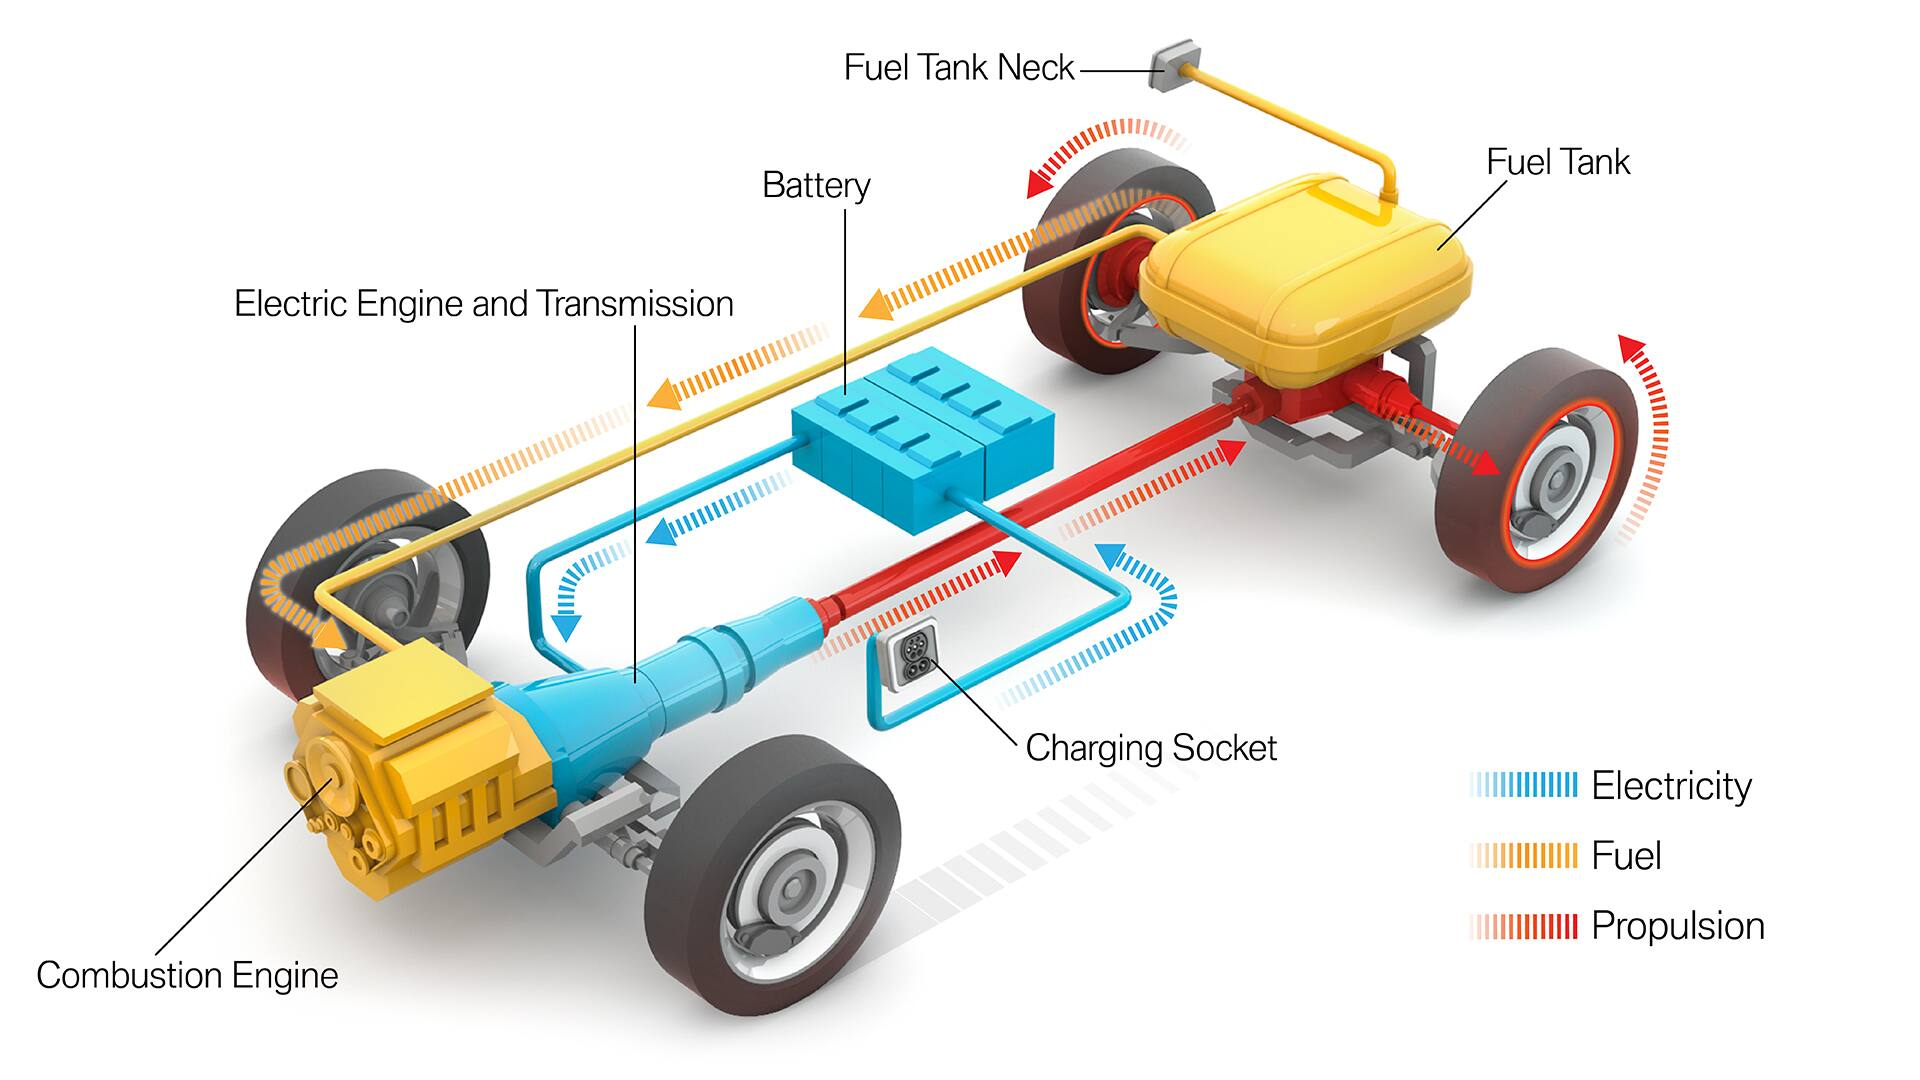 Fuel Tank Neck
Fuel Tank
Battery
Electric Engine and Transmission
Charging Socket
Electricity
Fuel
Propulsion
Combustion Engine